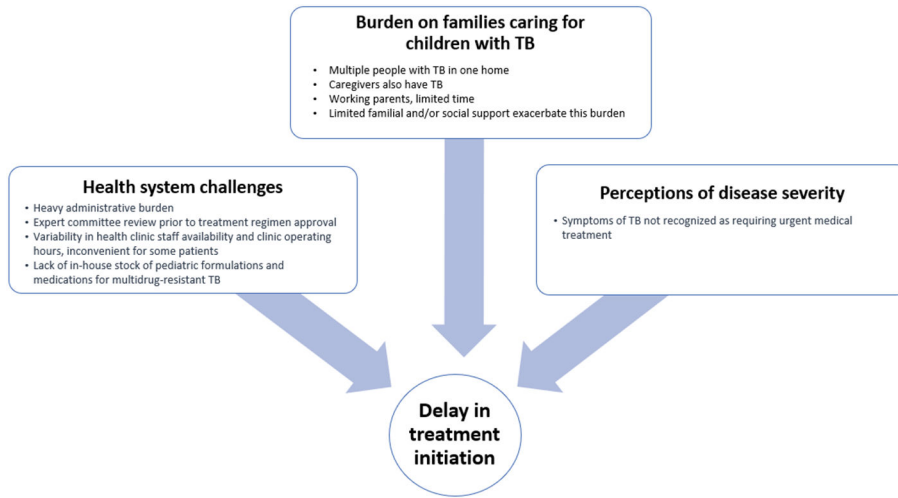 Burden on families caring for
children with TB
• Multiple people with TB in one home
• Caregivers also have TB
• Working parents, limited time
• Limited familial and/or social support exacerbate this burden
Health system challenges
• Heavy administrative burden
• Expert committee review prior to treatment regimen approval
• Variability in health clinic staff availability and clinic operating
hours, inconvenient for some patients
• Lack of in-house stock of pediatric formulations and
medications for multidrug-resistant TB
Perceptions of disease severity
• Symptoms of TB not recognized as requiring urgent medical
treatment
Delay in
treatment
initiation